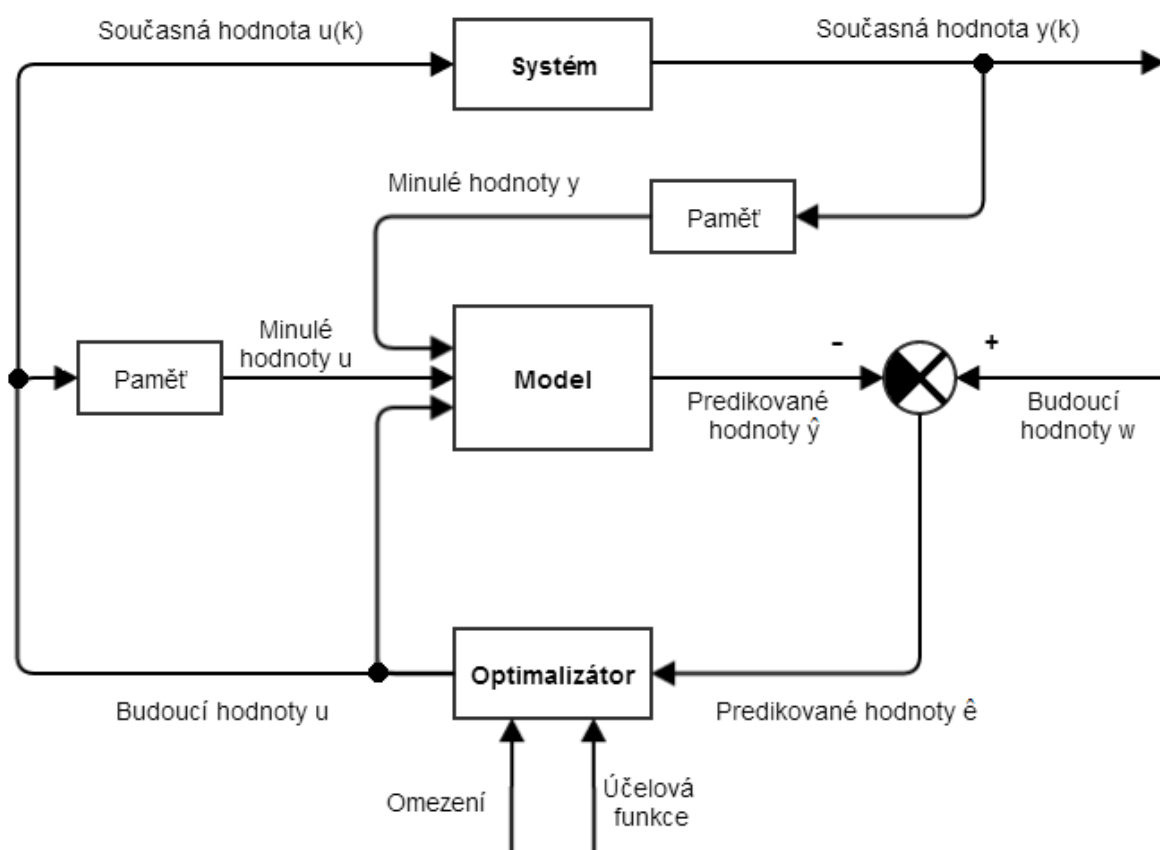 Současná hodnota u(k)
Systém
Současná hodnota y(k)
Minulé hodnoty y
Paměť
Minulé
hodnoty u
Paměť
Model
-
+
Predikované
hodnoty ŷ
Budoucí
hodnoty w
Optimalizátor
Budoucí hodnoty u
Predikované hodnoty ê
Omezení
Účelová
funkce